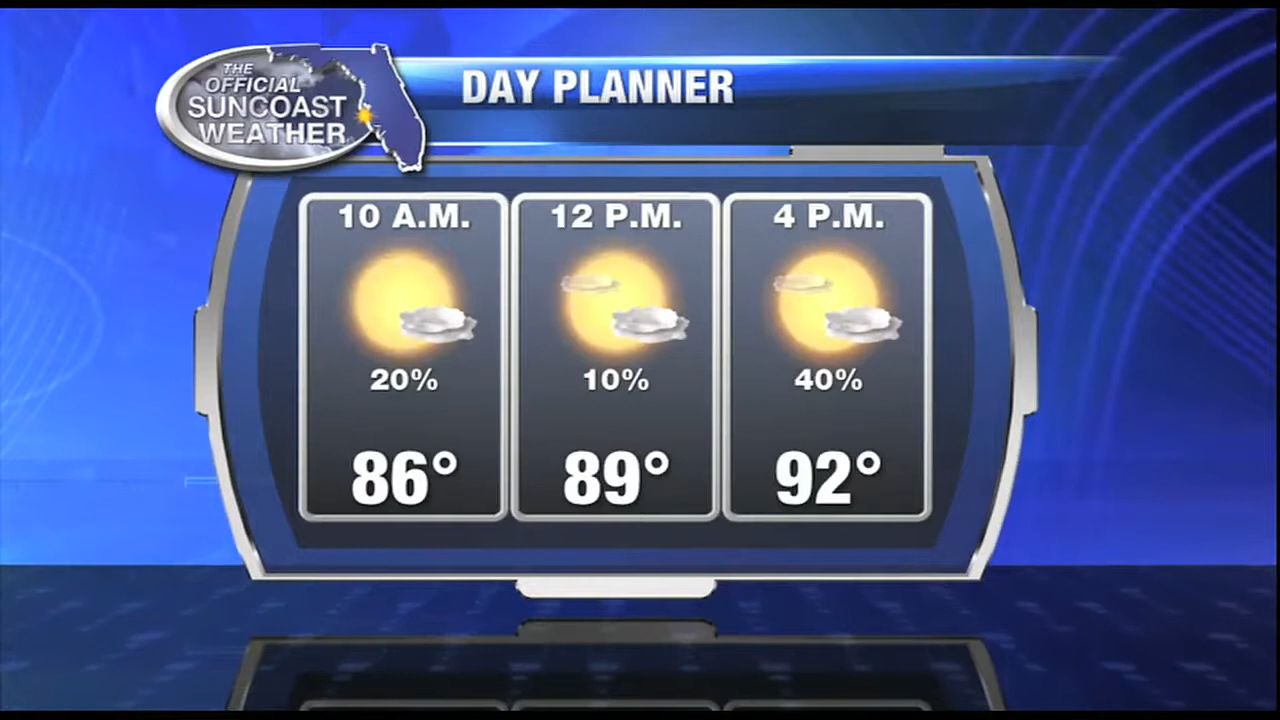 THE
OFFICIAL
SUNCOAST
WEATHER
DAY PLANNER
10 A.M.
20%
86°
12 P.M.
10%
89°
4 P.M.
40%
92°